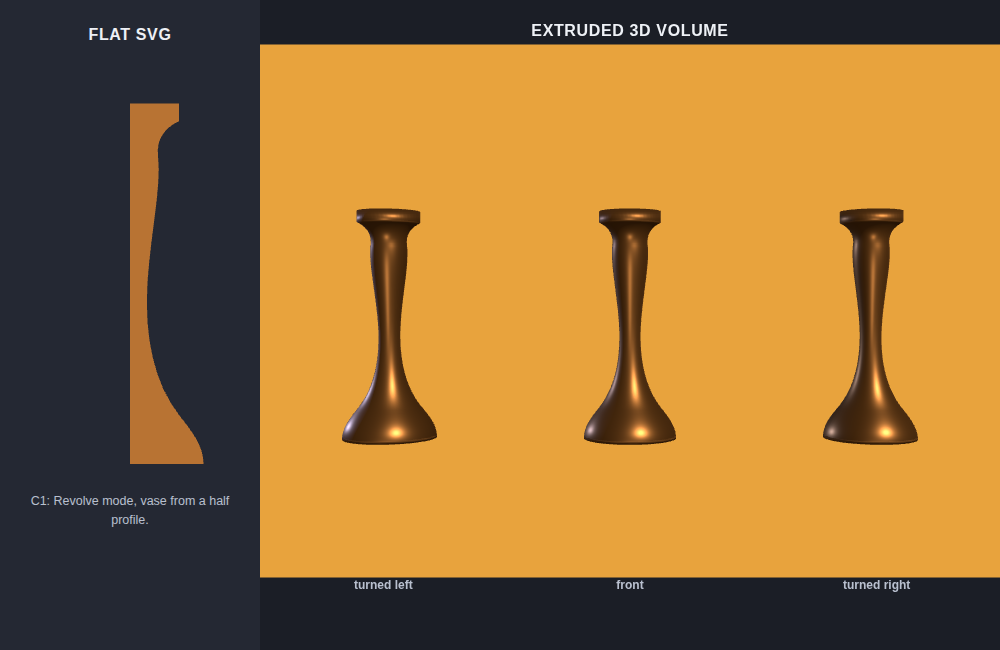 FLAT SVG
EXTRUDED 3D VOLUME
C1: Revolve mode, vase from a half
profile.
turned left
front
turned right